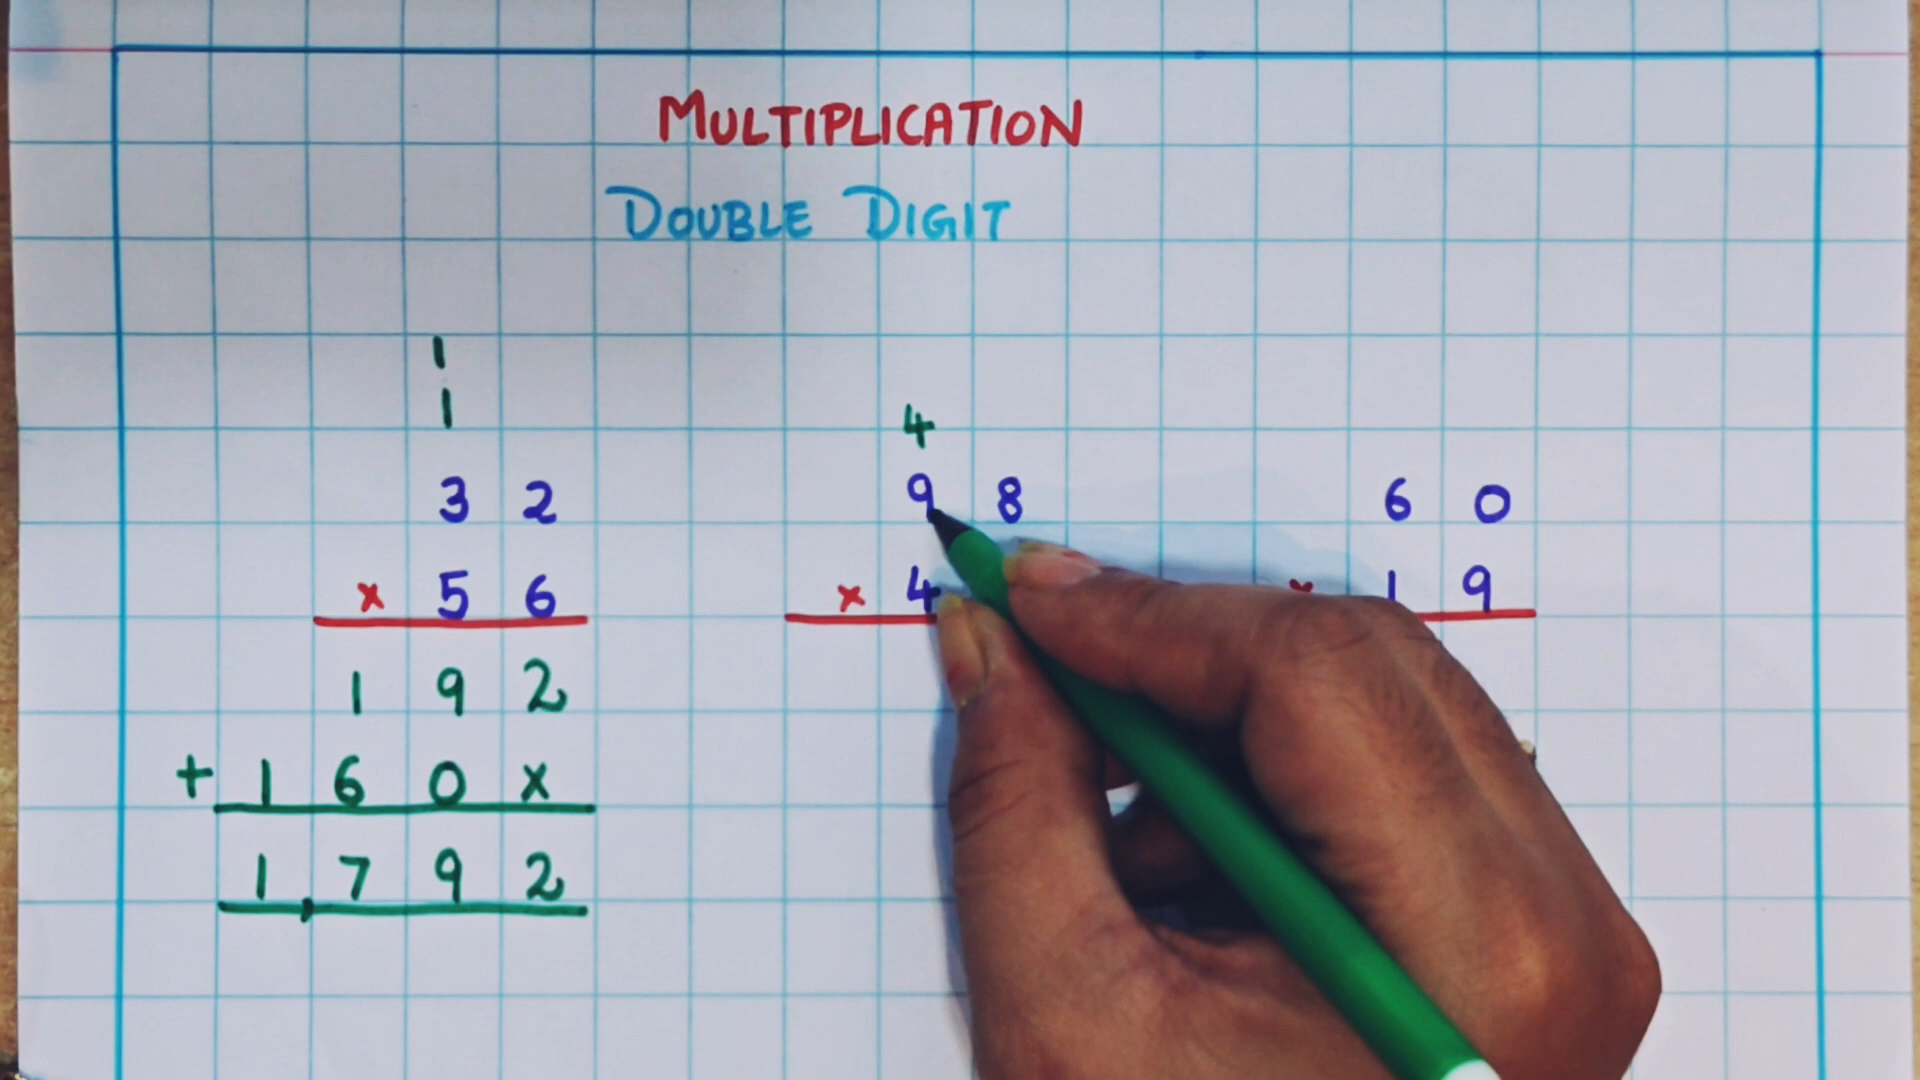 MULTIPLICATION
DOUBLE DIGIT
1
1
3 2
x 5 6
1 9 2
+ 1 6 0 x
1, 7 9 2
4
9 8
x 4
6 0
x 1 9